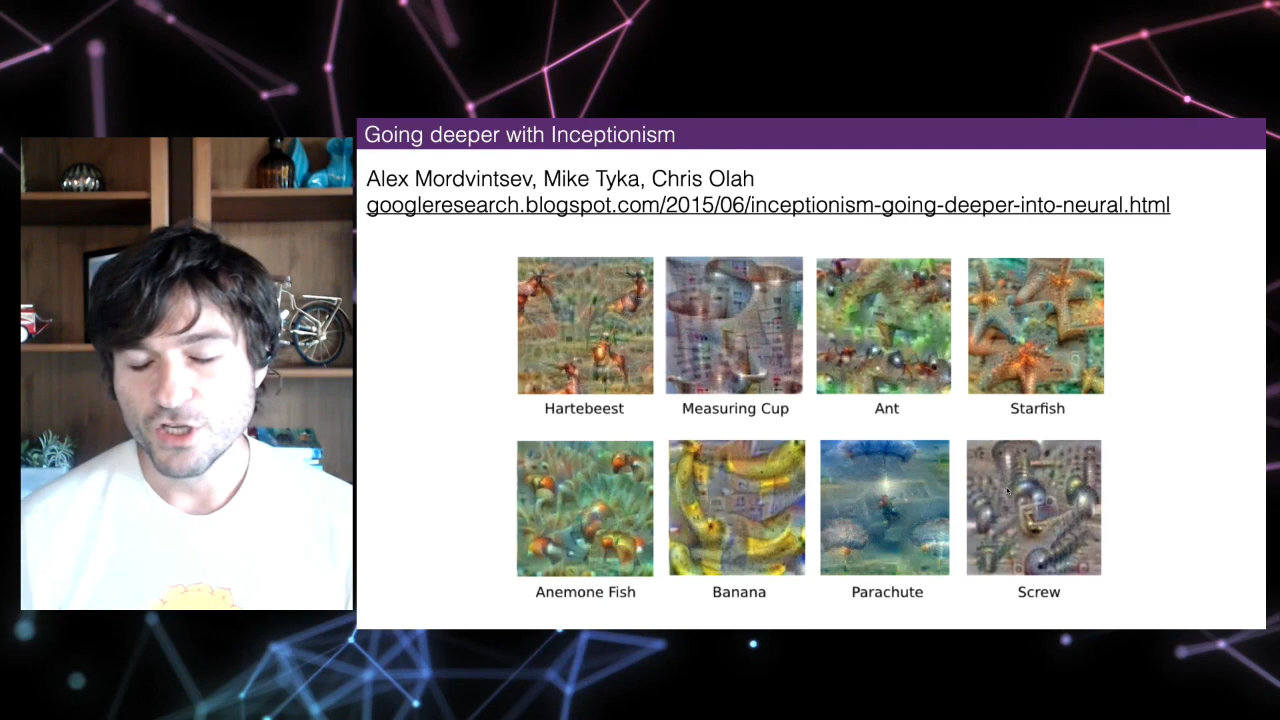 Going deeper with Inceptionism
Alex Mordvintsev, Mike Tyka, Chris Olah
googleresearch.blogspot.com/2015/06/inceptionism-going-deeper-into-neural.html
Hartebeest
Measuring Cup
Ant
Starfish
Anemone Fish
Banana
Parachute
Screw